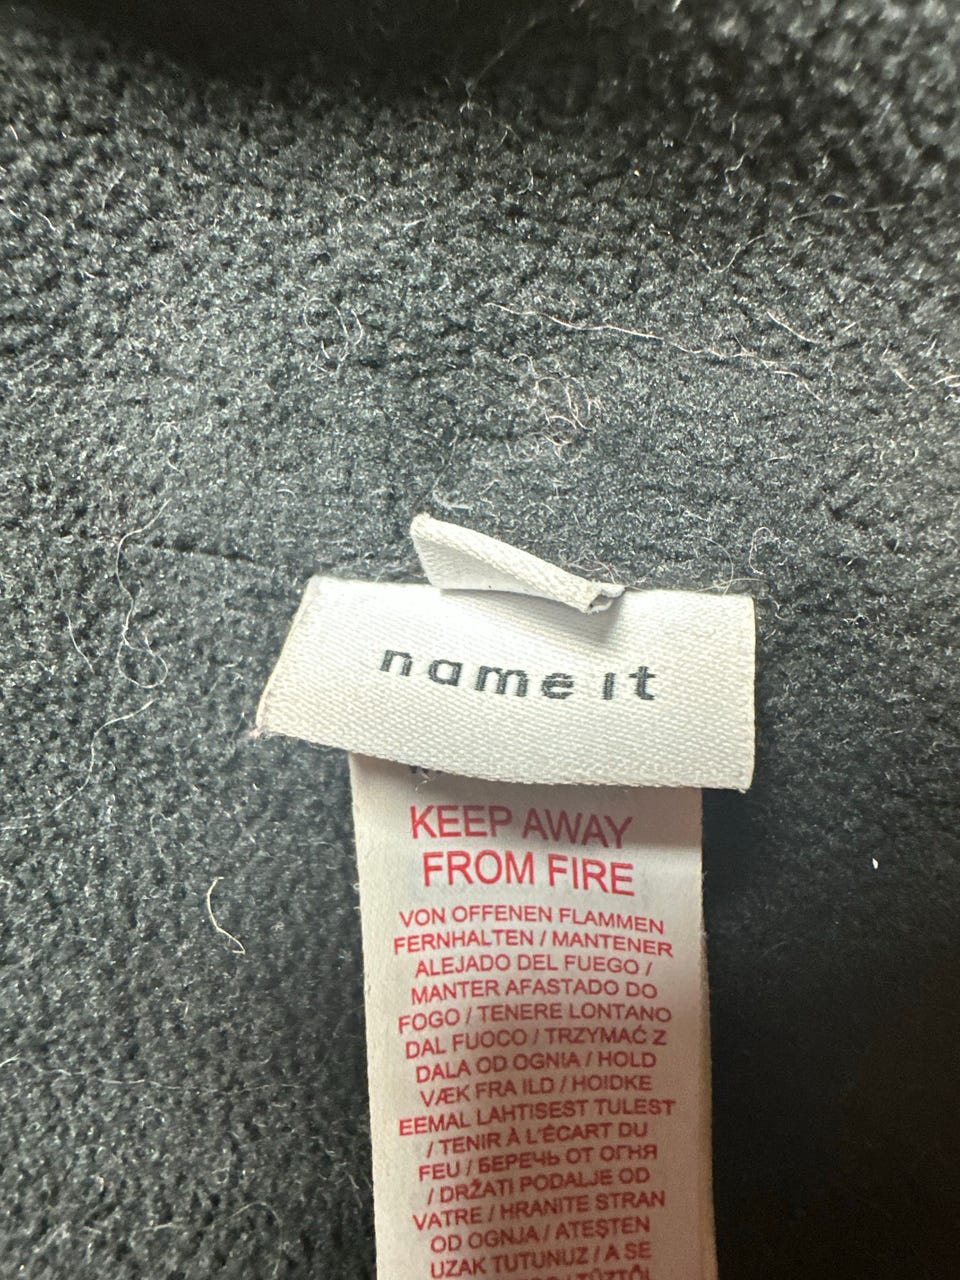 name it
KEEP AWAY
FROM FIRE
VON OFFENEN FLAMMEN
FERNHALTEN / MANTENER
ALEJADO DEL FUEGO /
MANTER AFASTADO DO
FOGO / TENERE LONTANO
DAL FUOCO / TRZYMAĆ Z
DALA OD OGNIA / HOLD
VÆK FRA ILD / HOIDKE
EEMAL LAHTISEST TULEST
/ TENIR À L'ÉCART DU
FEU / БЕРЕЧЬ ОТ ОГНЯ
/ DRŽATI PODALJE OD
VATRE / HRANITE STRAN
OD OGNJA / ATEŞTEN
UZAK TUTUNUZ / A SE